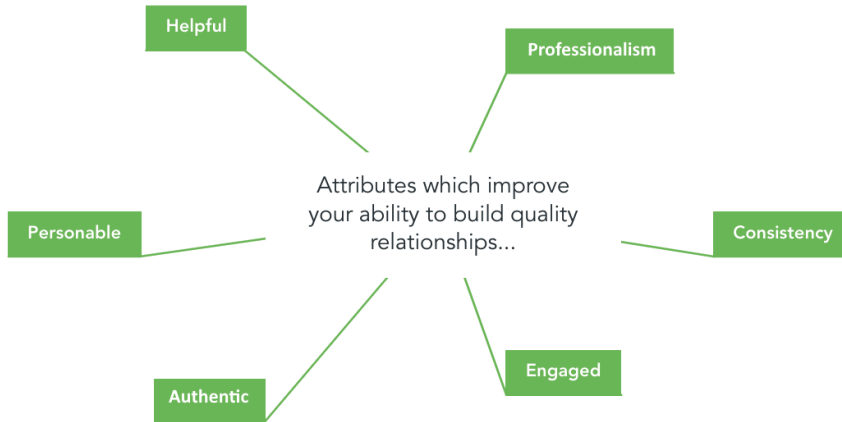 Helpful
Professionalism
Attributes which improve
your ability to build quality
relationships...
Personable
Consistency
Authentic
Engaged